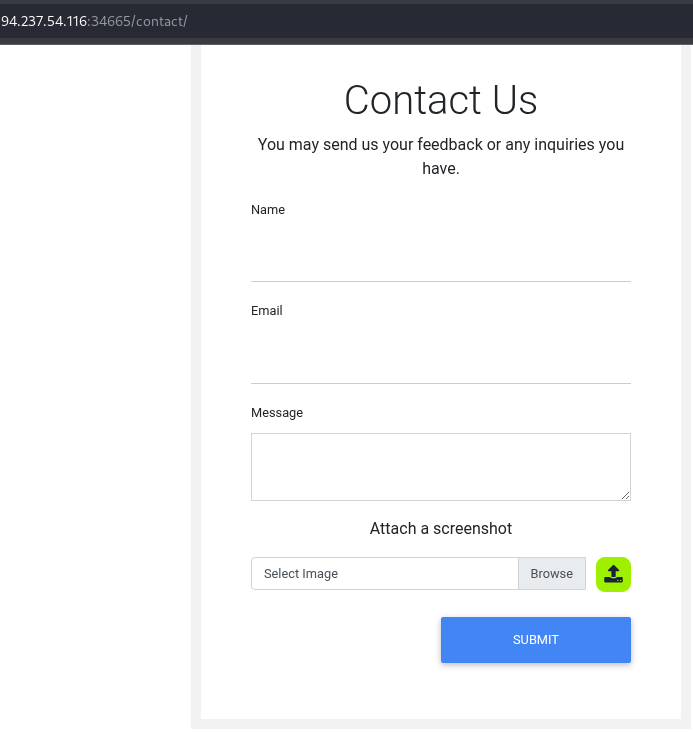 94.237.54.116:34665/contact/
Contact Us
You may send us your feedback or any inquiries you
have.
Name
Email
Message
Attach a screenshot
Select Image Browse
SUBMIT